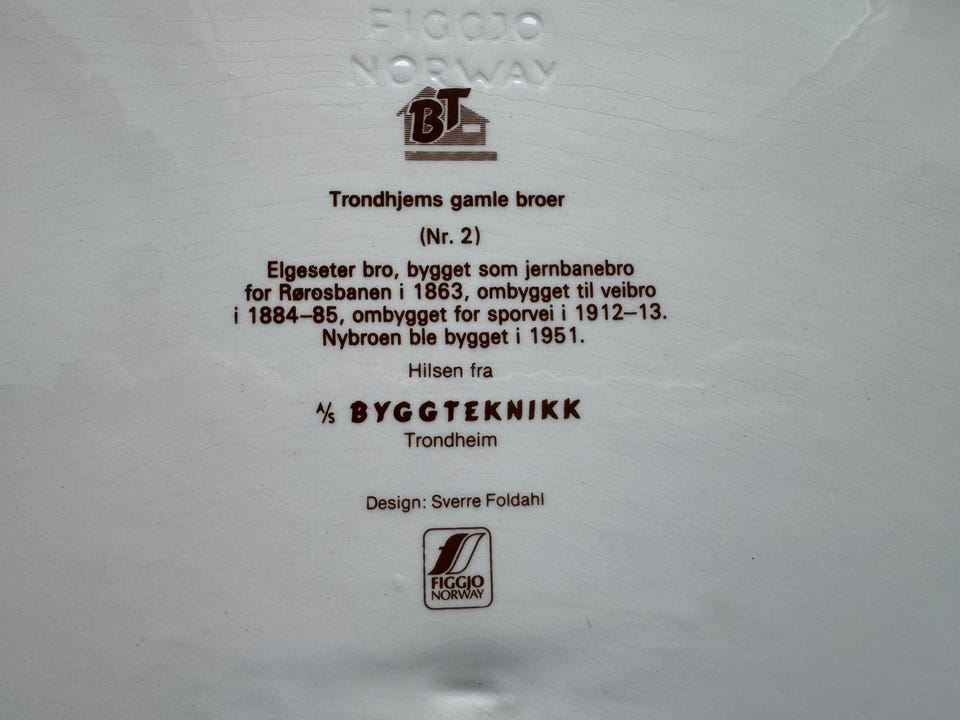 FIGGJO
NORWAY
BT
Trondhjems gamle broer
(Nr. 2)
Elgeseter bro, bygget som jernbanebro
for Rørosbanen i 1863, ombygget til veibro
i 1884–85, ombygget for sporvei i 1912–13.
Nybroen ble bygget i 1951.
Hilsen fra
A/S BYGGTEKNIKK
Trondheim
Design: Sverre Foldahl
FIGGJO
NORWAY